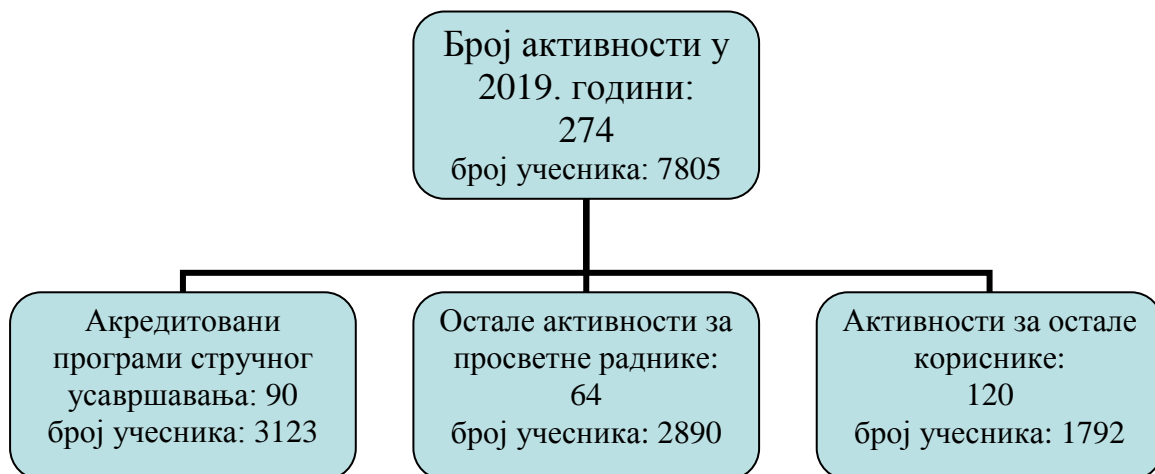 Број активности у
2019. години:
274
број учесника: 7805
Акредитовани
програми стручног
усавршавања: 90
број учесника: 3123
Остале активности за
просветне раднике:
64
број учесника: 2890
Активности за остале
кориснике:
120
број учесника: 1792